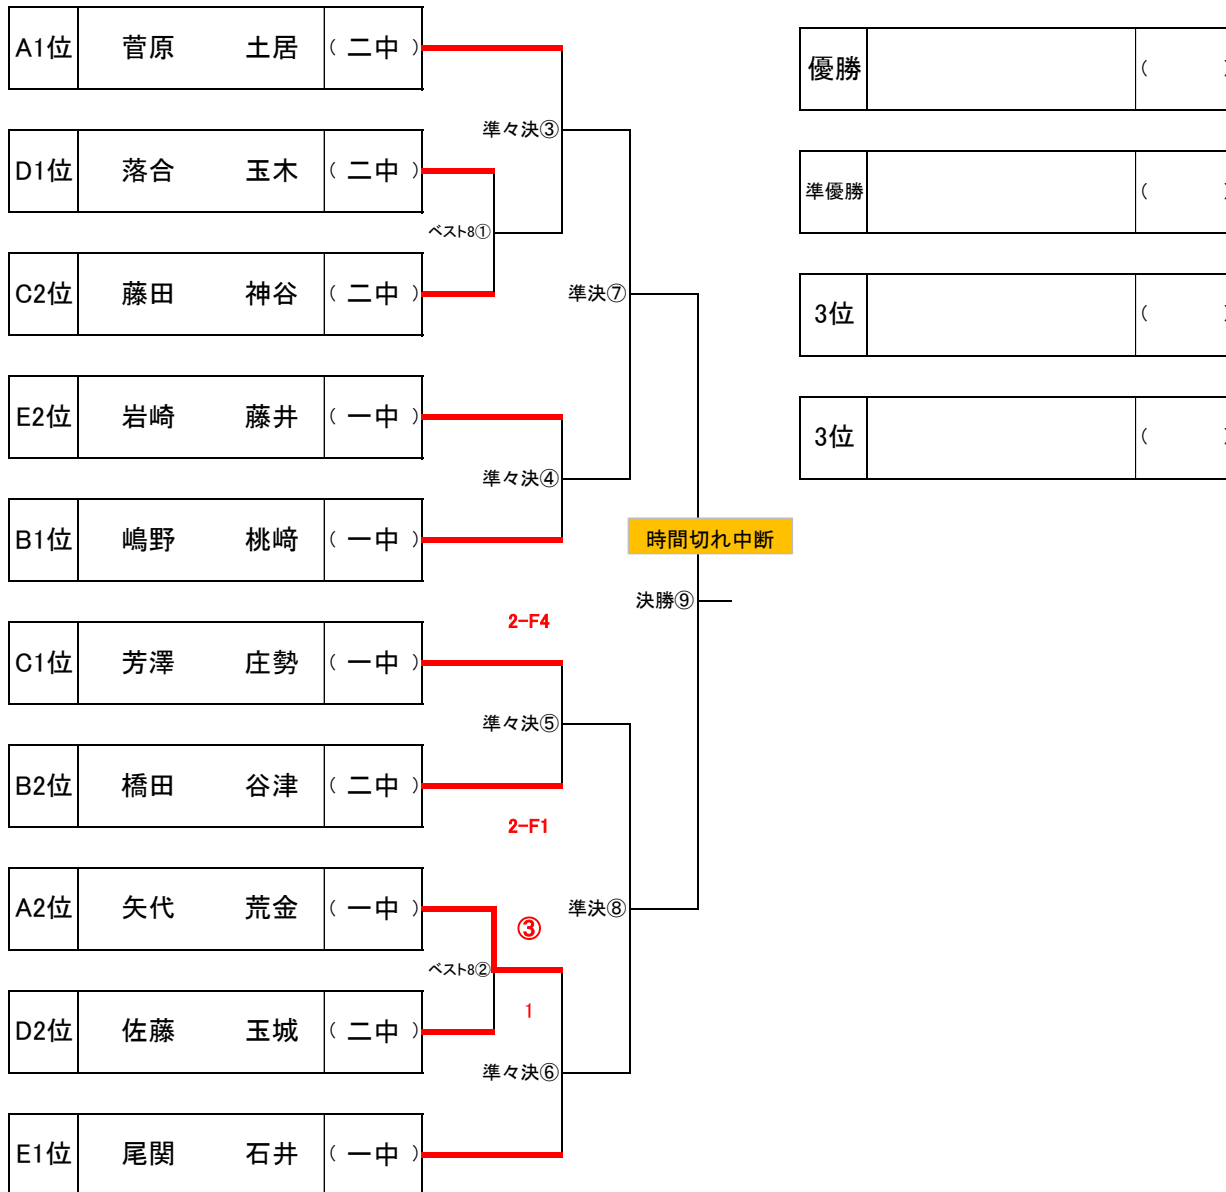 A1位 菅原 土居 ( 二中 )
準々決③
D1位 落合 玉木 ( 二中 )
ベスト8①
C2位 藤田 神谷 ( 二中 )
準決⑦
E2位 岩崎 藤井 ( 一中 )
準々決④
B1位 嶋野 桃﨑 ( 一中 )
時間切れ中断
決勝⑨
2-F4
C1位 芳澤 庄勢 ( 一中 )
準々決⑤
B2位 橋田 谷津 ( 二中 )
2-F1
A2位 矢代 荒金 ( 一中 )
準決⑧
③
ベスト8②
1
D2位 佐藤 玉城 ( 二中 )
準々決⑥
E1位 尾関 石井 ( 一中 )
優勝 ( )
準優勝 ( )
3位 ( )
3位 ( )